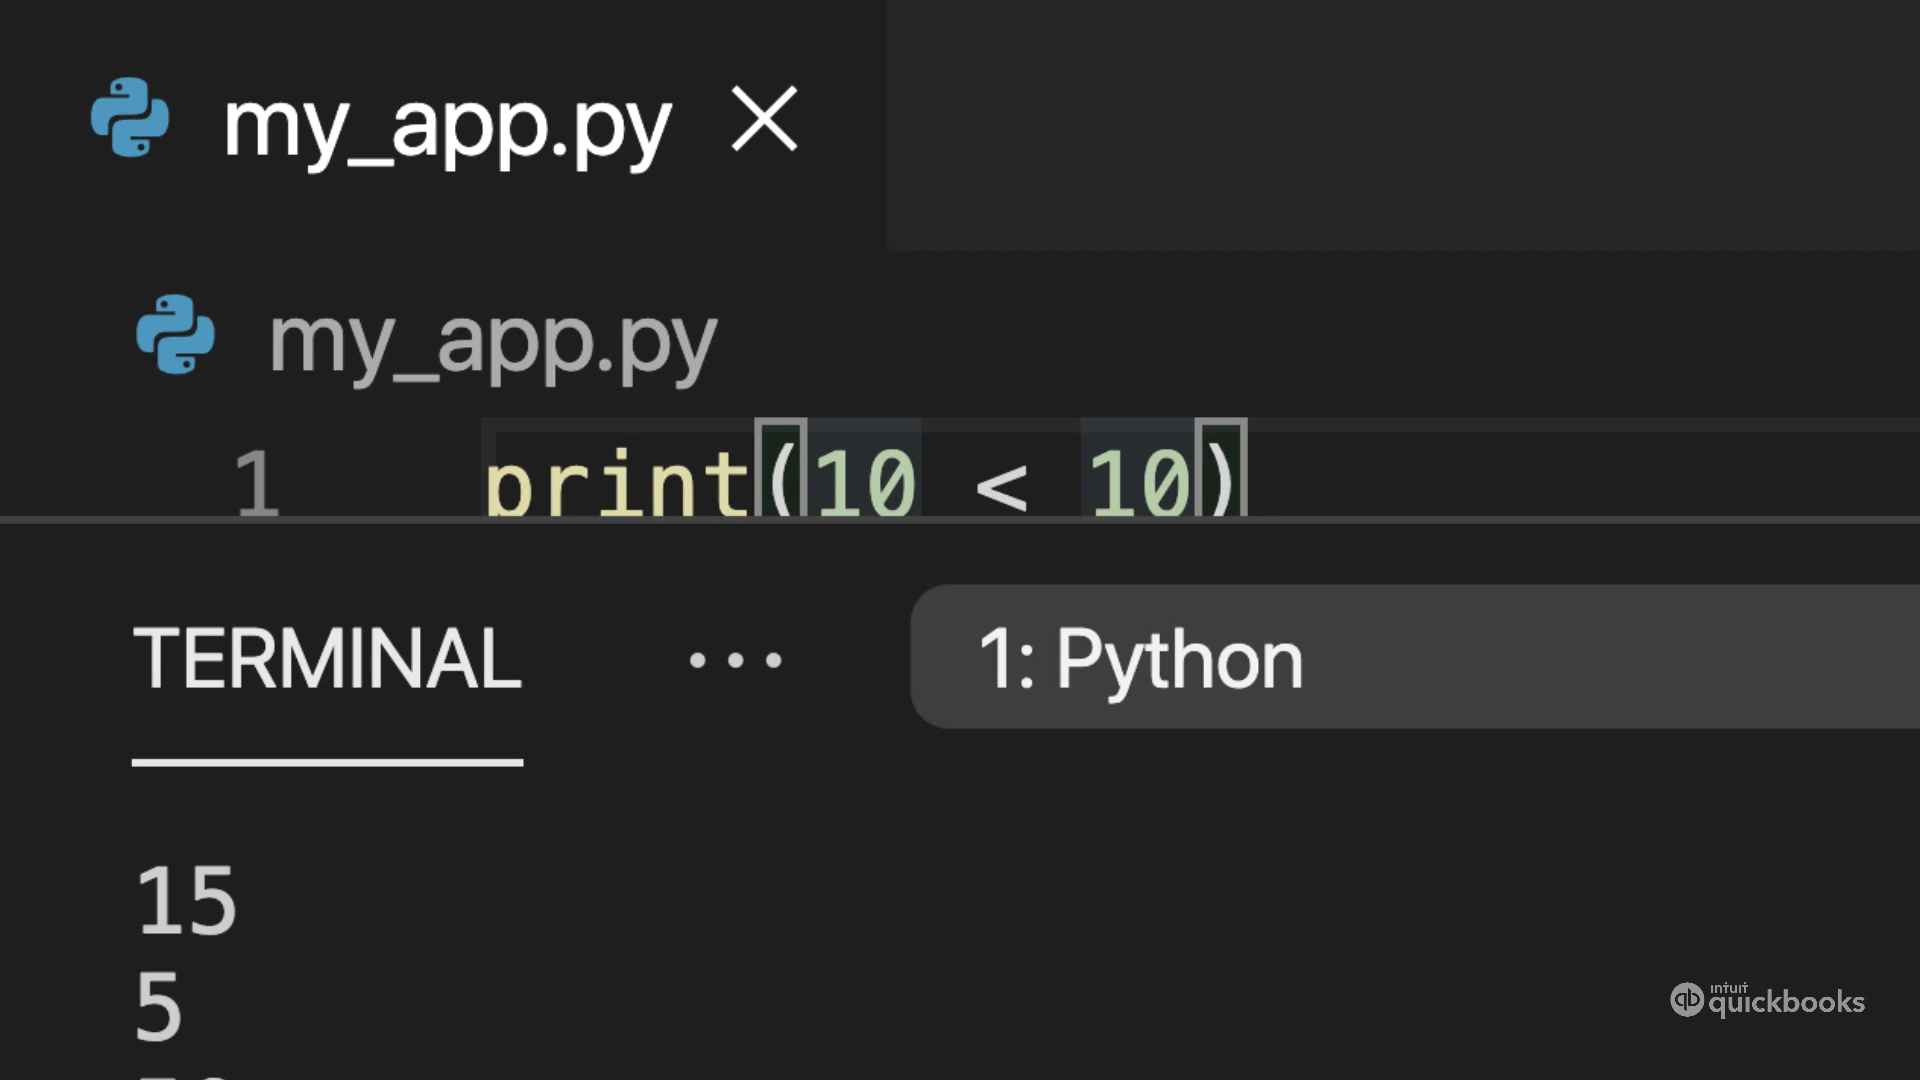 my_app.py
my_app.py
1 print(10 < 10)
TERMINAL ··· 1: Python
15
5
intuit
quickbooks